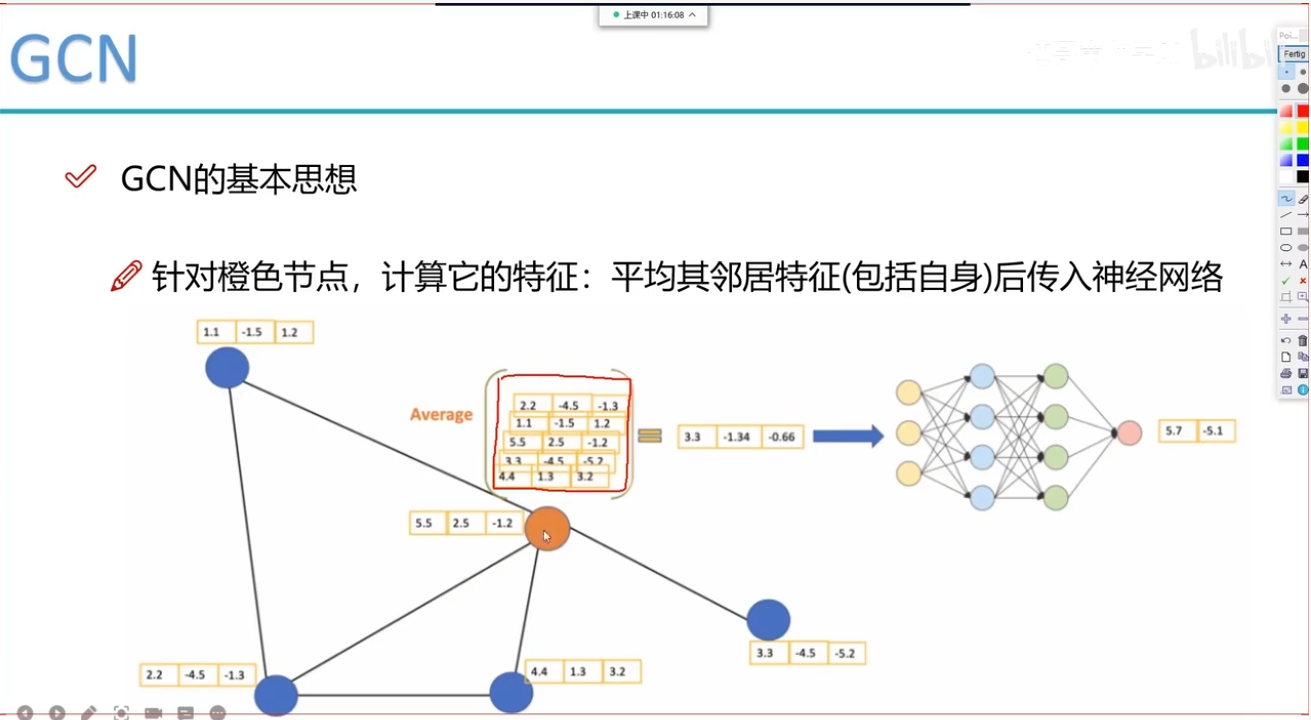 上课中 01:16:08
GCN
bilibili
Poi...
Fertig
GCN的基本思想
针对橙色节点，计算它的特征：平均其邻居特征(包括自身)后传入神经网络
1.1 -1.5 1.2
Average
2.2 -4.5 -1.3
1.1 -1.5 1.2
5.5 2.5 -1.2
3.3 -4.5 -5.2
4.4 1.3 3.2
3.3 -1.34 -0.66
5.7 -5.1
5.5 2.5 -1.2
3.3 -4.5 -5.2
2.2 -4.5 -1.3
4.4 1.3 3.2